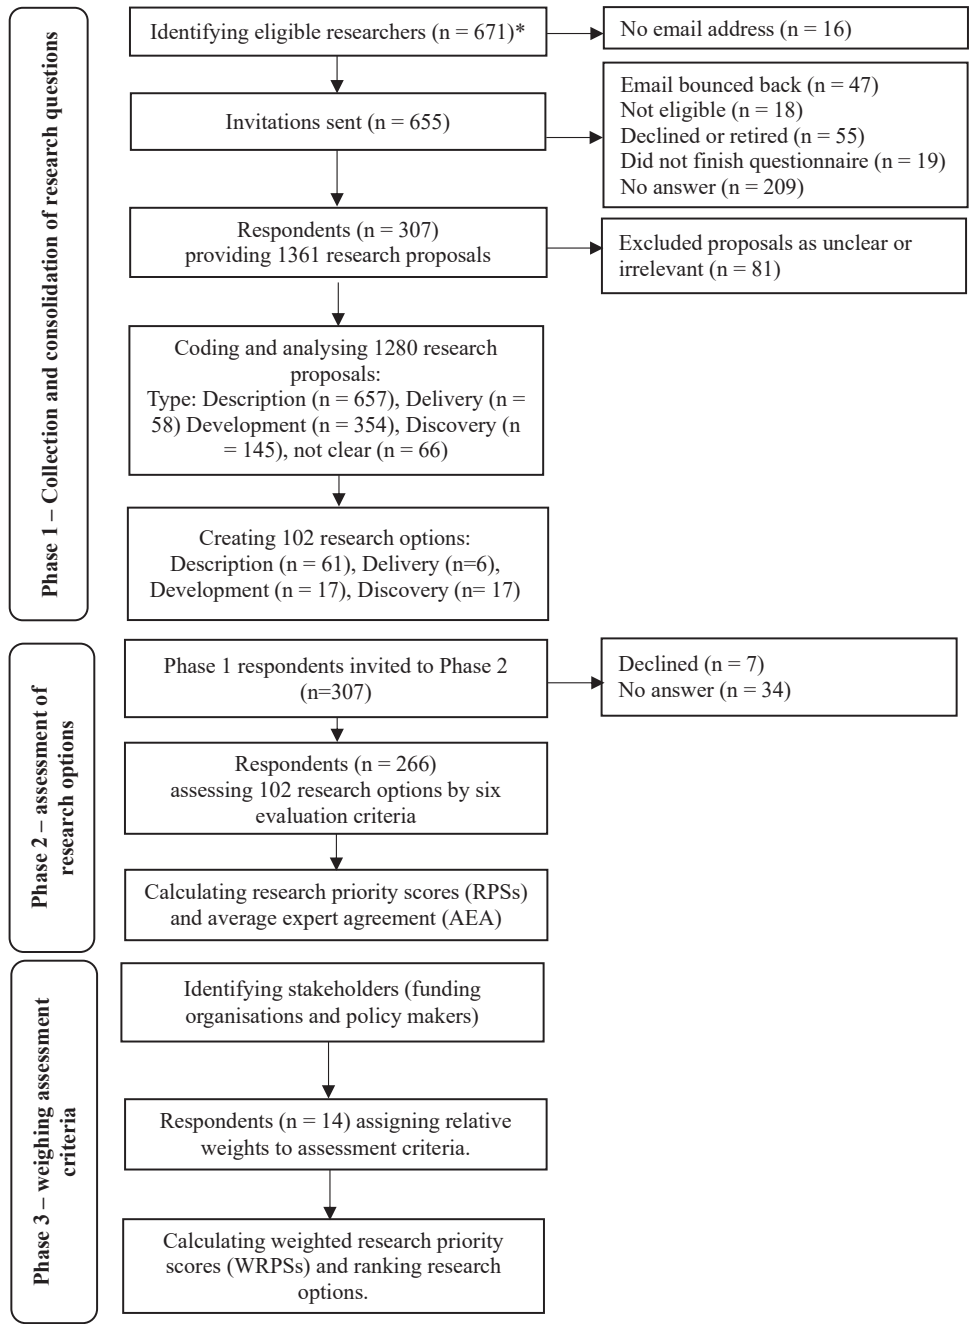 Phase 1 – Collection and consolidation of research questions
Identifying eligible researchers (n = 671)*
No email address (n = 16)
Invitations sent (n = 655)
Email bounced back (n = 47)
Not eligible (n = 18)
Declined or retired (n = 55)
Did not finish questionnaire (n = 19)
No answer (n = 209)
Respondents (n = 307)
providing 1361 research proposals
Excluded proposals as unclear or
irrelevant (n = 81)
Coding and analysing 1280 research
proposals:
Type: Description (n = 657), Delivery (n =
58) Development (n = 354), Discovery (n
= 145), not clear (n = 66)
Creating 102 research options:
Description (n = 61), Delivery (n=6),
Development (n = 17), Discovery (n= 17)
Phase 2 – assessment of
research options
Phase 1 respondents invited to Phase 2
(n=307)
Declined (n = 7)
No answer (n = 34)
Respondents (n = 266)
assessing 102 research options by six
evaluation criteria
Calculating research priority scores (RPSs)
and average expert agreement (AEA)
Phase 3 – weighing assessment
criteria
Identifying stakeholders (funding
organisations and policy makers)
Respondents (n = 14) assigning relative
weights to assessment criteria.
Calculating weighted research priority
scores (WRPSs) and ranking research
options.